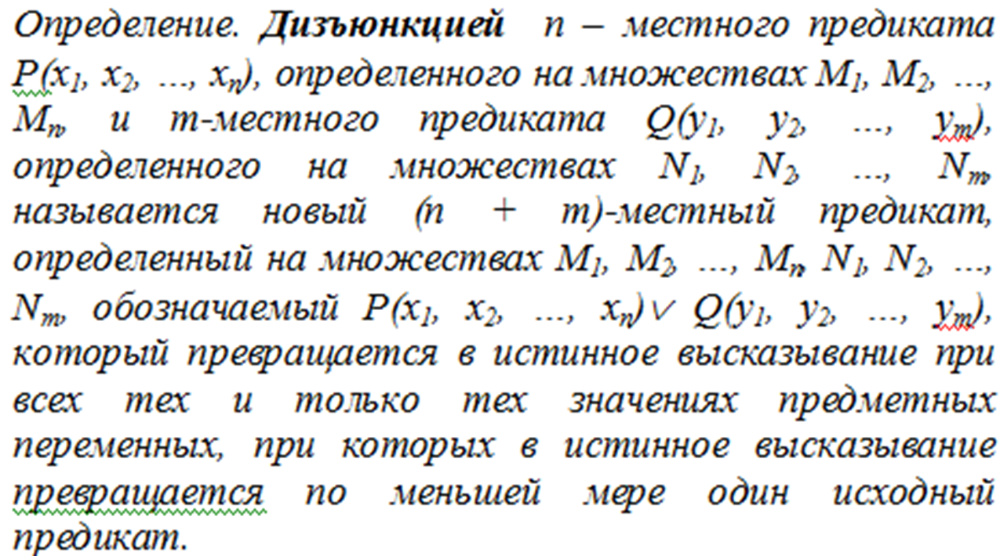 Определение. Дизъюнкцией n – местного предиката
P(x₁, x₂, ..., xₙ), определенного на множествах M₁, M₂, ...,
Mₙ, и m-местного предиката Q(y₁, y₂, ..., yₘ),
определенного на множествах N₁, N₂, ..., Nₘ,
называется новый (n + m)-местный предикат,
определенный на множествах M₁, M₂, ..., Mₙ, N₁, N₂, ...,
Nₘ, обозначаемый P(x₁, x₂, ..., xₙ)∨ Q(y₁, y₂, ..., yₘ),
который превращается в истинное высказывание при
всех тех и только тех значениях предметных
переменных, при которых в истинное высказывание
превращается по меньшей мере один исходный
предикат.